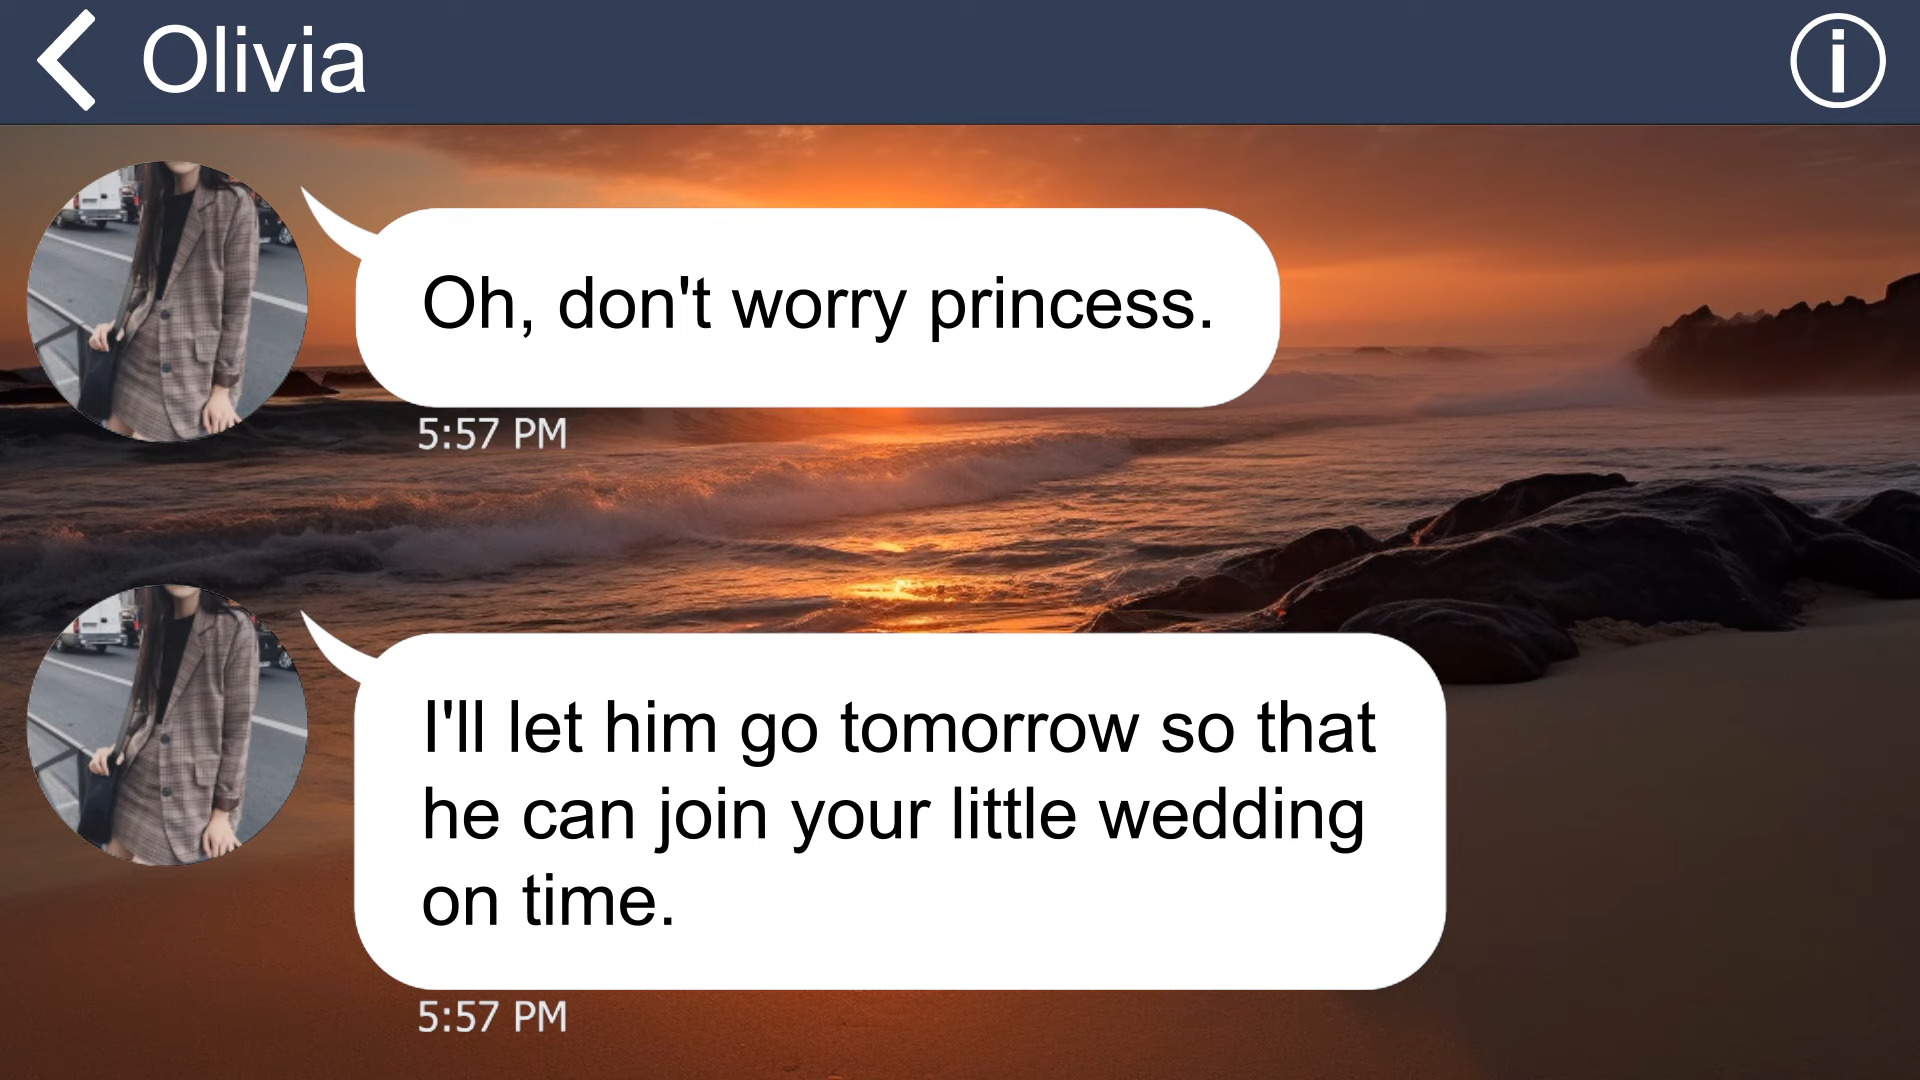 Olivia
Oh, don't worry princess.
5:57 PM
I'll let him go tomorrow so that
he can join your little wedding
on time.
5:57 PM